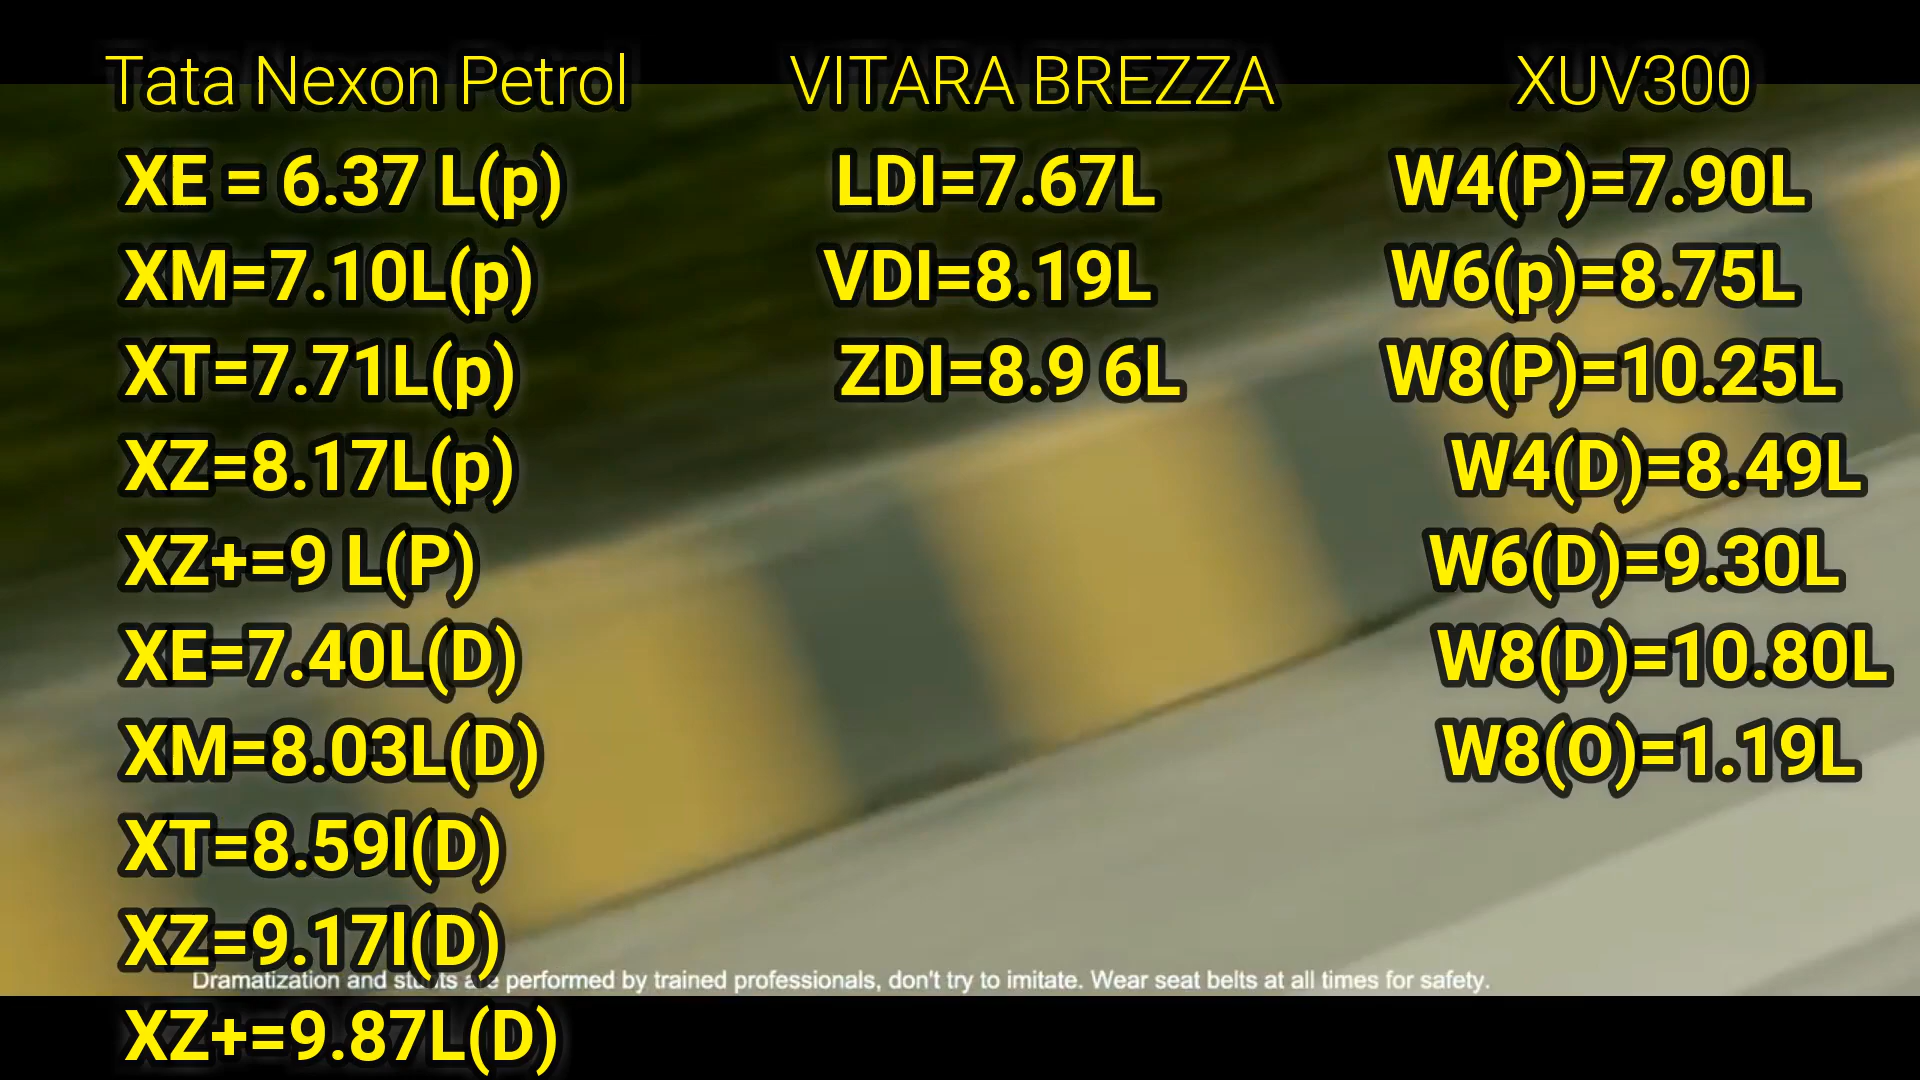 Tata Nexon Petrol
XE = 6.37 L(p)
XM=7.10L(p)
XT=7.71L(p)
XZ=8.17L(p)
XZ+=9 L(P)
XE=7.40L(D)
XM=8.03L(D)
XT=8.59l(D)
XZ=9.17l(D)
XZ+=9.87L(D)
VITARA BREZZA
LDI=7.67L
VDI=8.19L
ZDI=8.9 6L
XUV300
W4(P)=7.90L
W6(p)=8.75L
W8(P)=10.25L
W4(D)=8.49L
W6(D)=9.30L
W8(D)=10.80L
W8(O)=1.19L
Dramatization and stunts are performed by trained professionals, don't try to imitate. Wear seat belts at all times for safety.